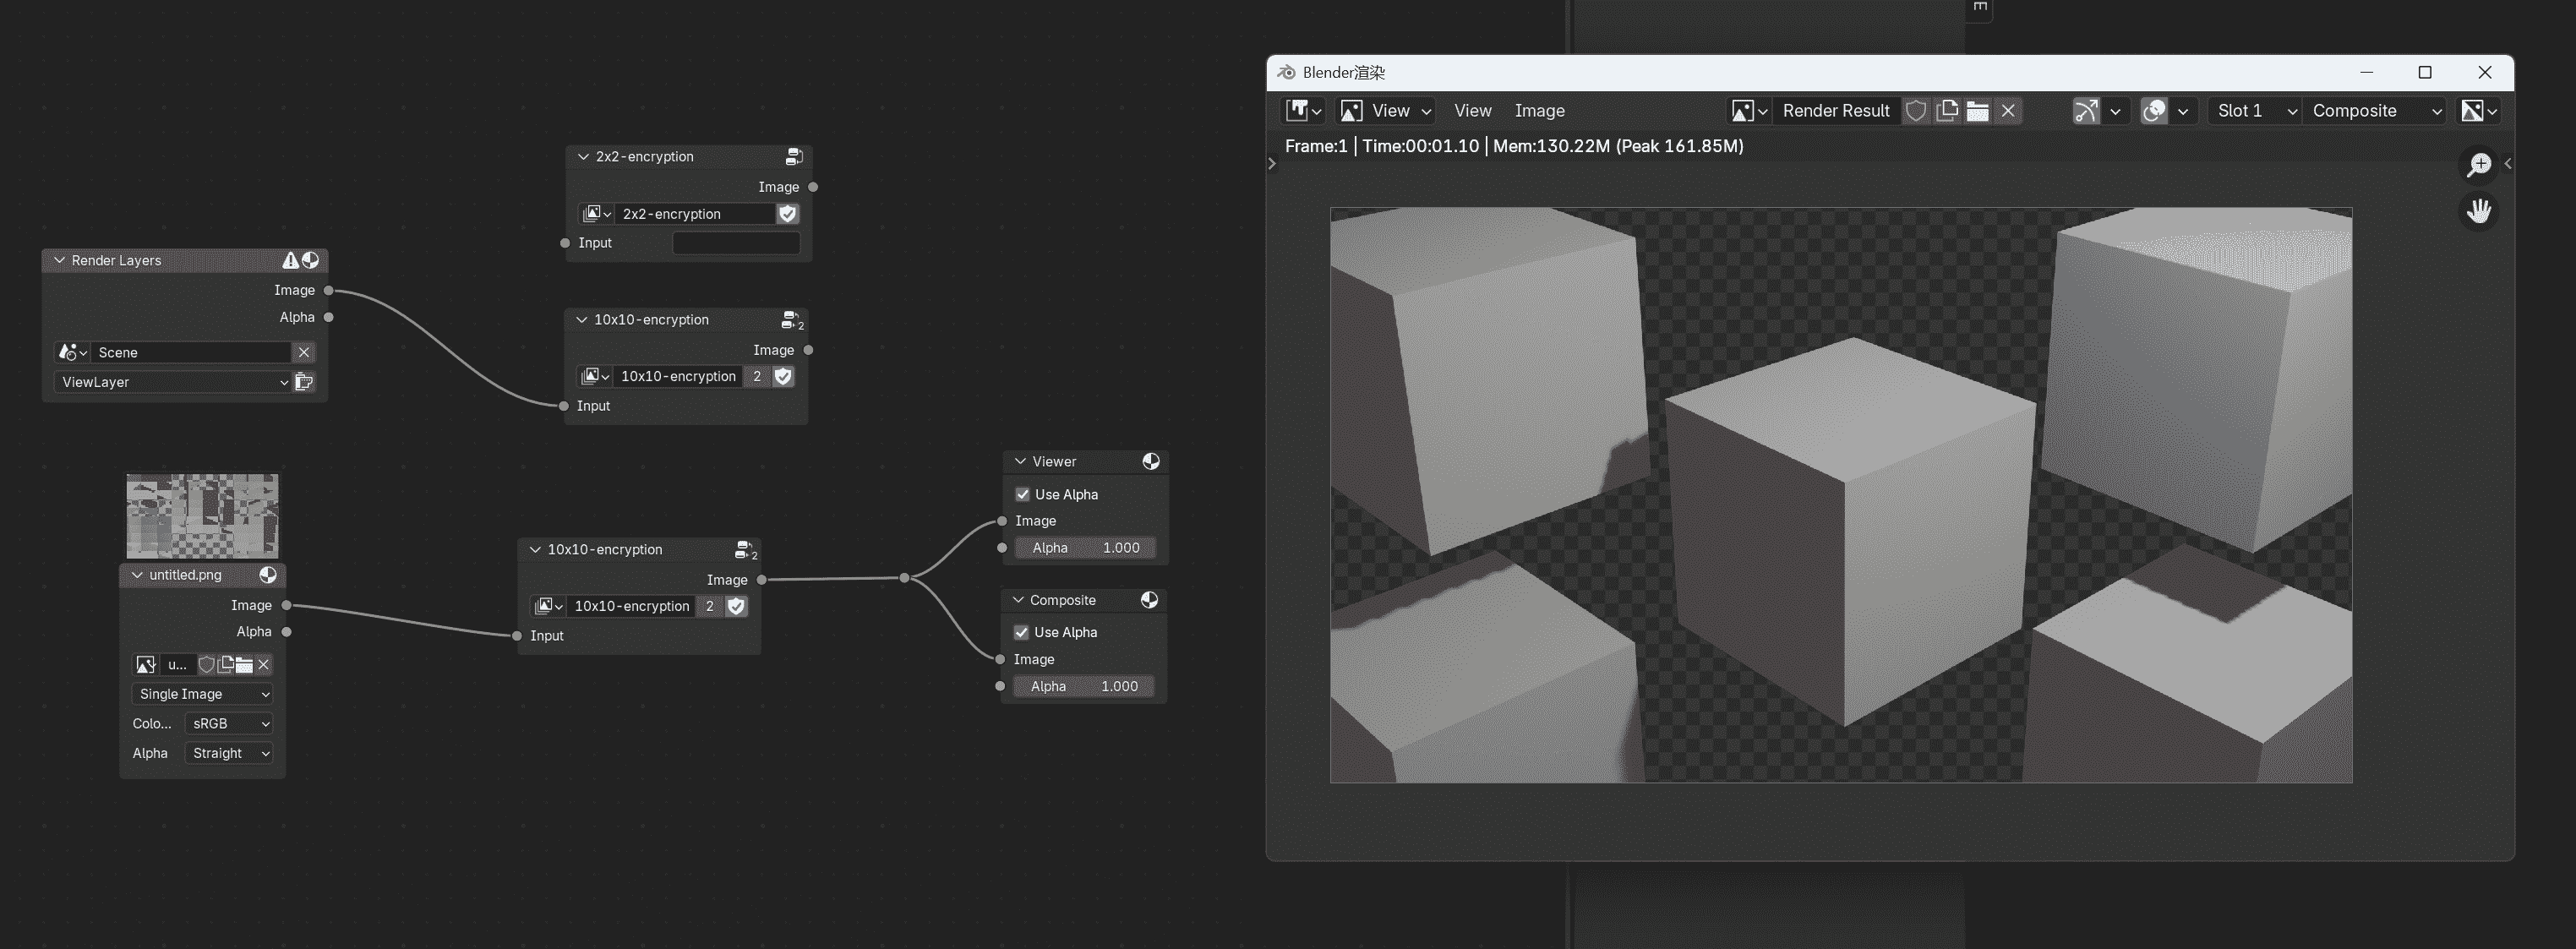 2x2-encryption
Image
2x2-encryption
Input
Render Layers
Image
Alpha
Scene
ViewLayer
10x10-encryption
2
Image
10x10-encryption 2
Input
untitled.png
Image
Alpha
u...
Single Image
Colo... sRGB
Alpha Straight
10x10-encryption
2
Image
10x10-encryption 2
Input
Viewer
Use Alpha
Image
Alpha 1.000
Composite
Use Alpha
Image
Alpha 1.000
Blender渲染
View View Image Render Result Slot 1 Composite
Frame:1 | Time:00:01.10 | Mem:130.22M (Peak 161.85M)